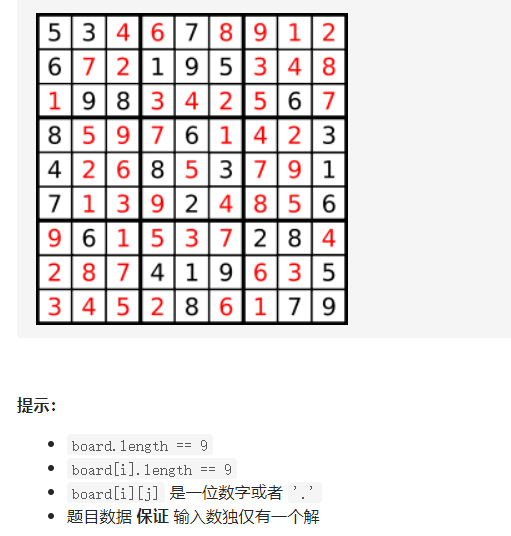 5 3 4 6 7 8 9 1 2
6 7 2 1 9 5 3 4 8
1 9 8 3 4 2 5 6 7
8 5 9 7 6 1 4 2 3
4 2 6 8 5 3 7 9 1
7 1 3 9 2 4 8 5 6
9 6 1 5 3 7 2 8 4
2 8 7 4 1 9 6 3 5
3 4 5 2 8 6 1 7 9
提示：
board.length == 9
board[i].length == 9
board[i][j] 是一位数字或者 '.'
题目数据 保证 输入数独仅有一个解